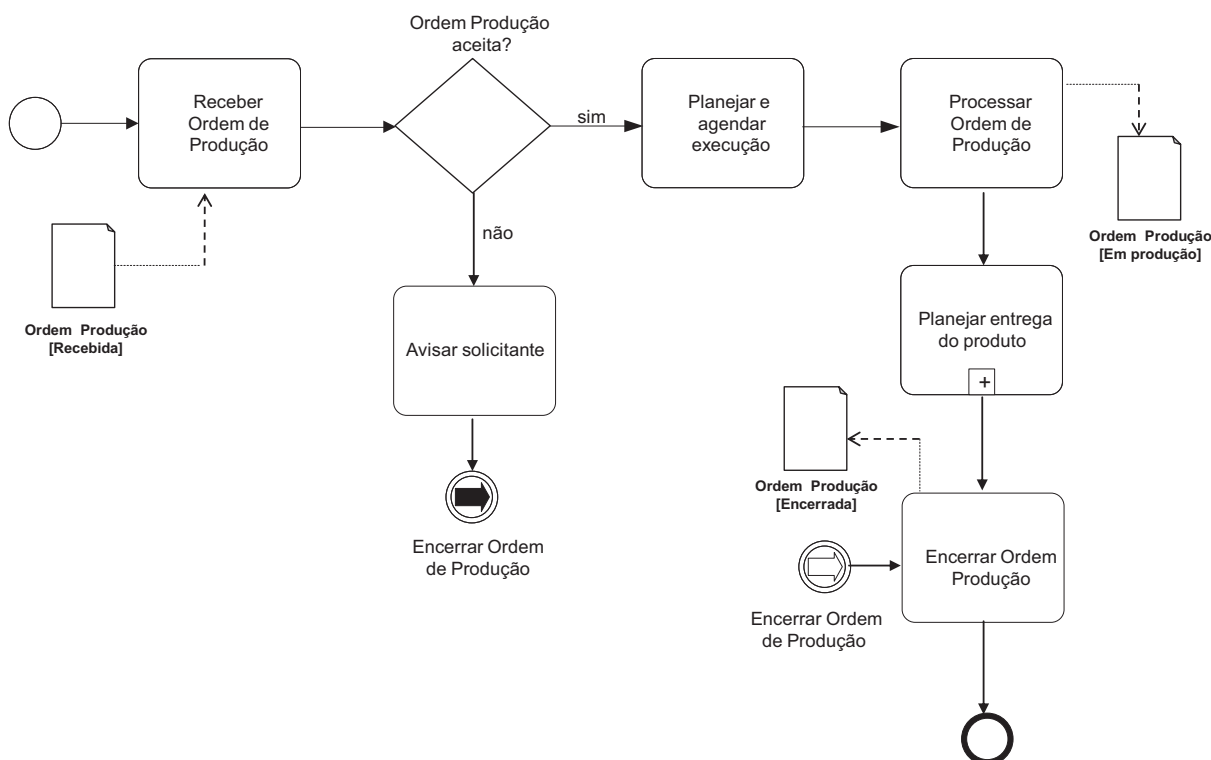 Ordem Produção
aceita?
Receber
Ordem de
Produção
sim
Planejar e
agendar
execução
Processar
Ordem de
Produção
Ordem Produção
[Em produção]
não
Ordem Produção
[Recebida]
Avisar solicitante
Planejar entrega
do produto
+
Ordem Produção
[Encerrada]
Encerrar Ordem
de Produção
Encerrar Ordem
Produção
Encerrar Ordem
de Produção